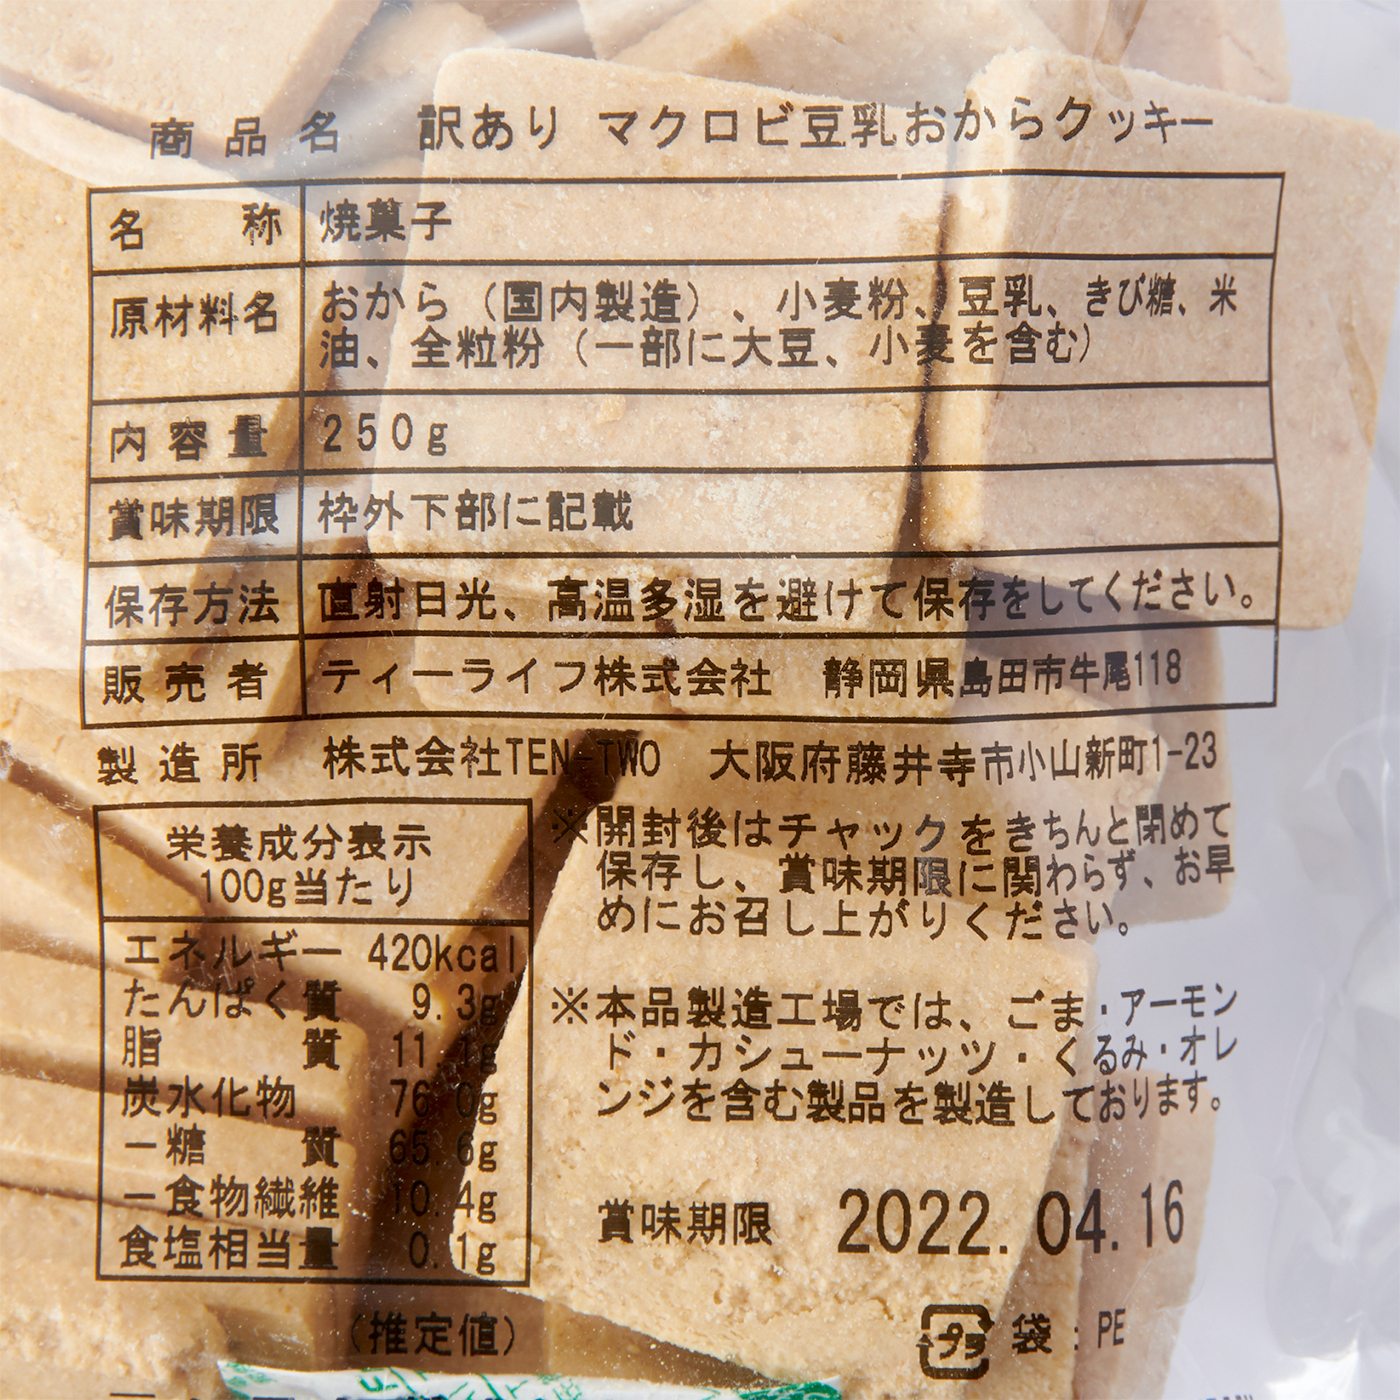 商品名 訳あり マクロビ豆乳おからクッキー
名称 焼菓子
原材料名 おから（国内製造）、小麦粉、豆乳、きび糖、米
油、全粒粉（一部に大豆、小麦を含む）
内容量 250g
賞味期限 枠外下部に記載
保存方法 直射日光、高温多湿を避けて保存をしてください。
販売者 ティーライフ株式会社 静岡県島田市牛尾118
製造所 株式会社TEN-TWO 大阪府藤井寺市小山新町1-23
栄養成分表示
100g当たり
エネルギー 420kcal
たんぱく質 9.3g
脂質 11.1g
炭水化物 76.0g
－糖質 65.6g
－食物繊維 10.4g
食塩相当量 0.1g
（推定値）
※開封後はチャックをきちんと閉めて
保存し、賞味期限に関わらず、お早
めにお召し上がりください。
※本品製造工場では、ごま・アーモン
ド・カシューナッツ・くるみ・オレ
ンジを含む製品を製造しております。
賞味期限 2022.04.16
プラ 袋：PE